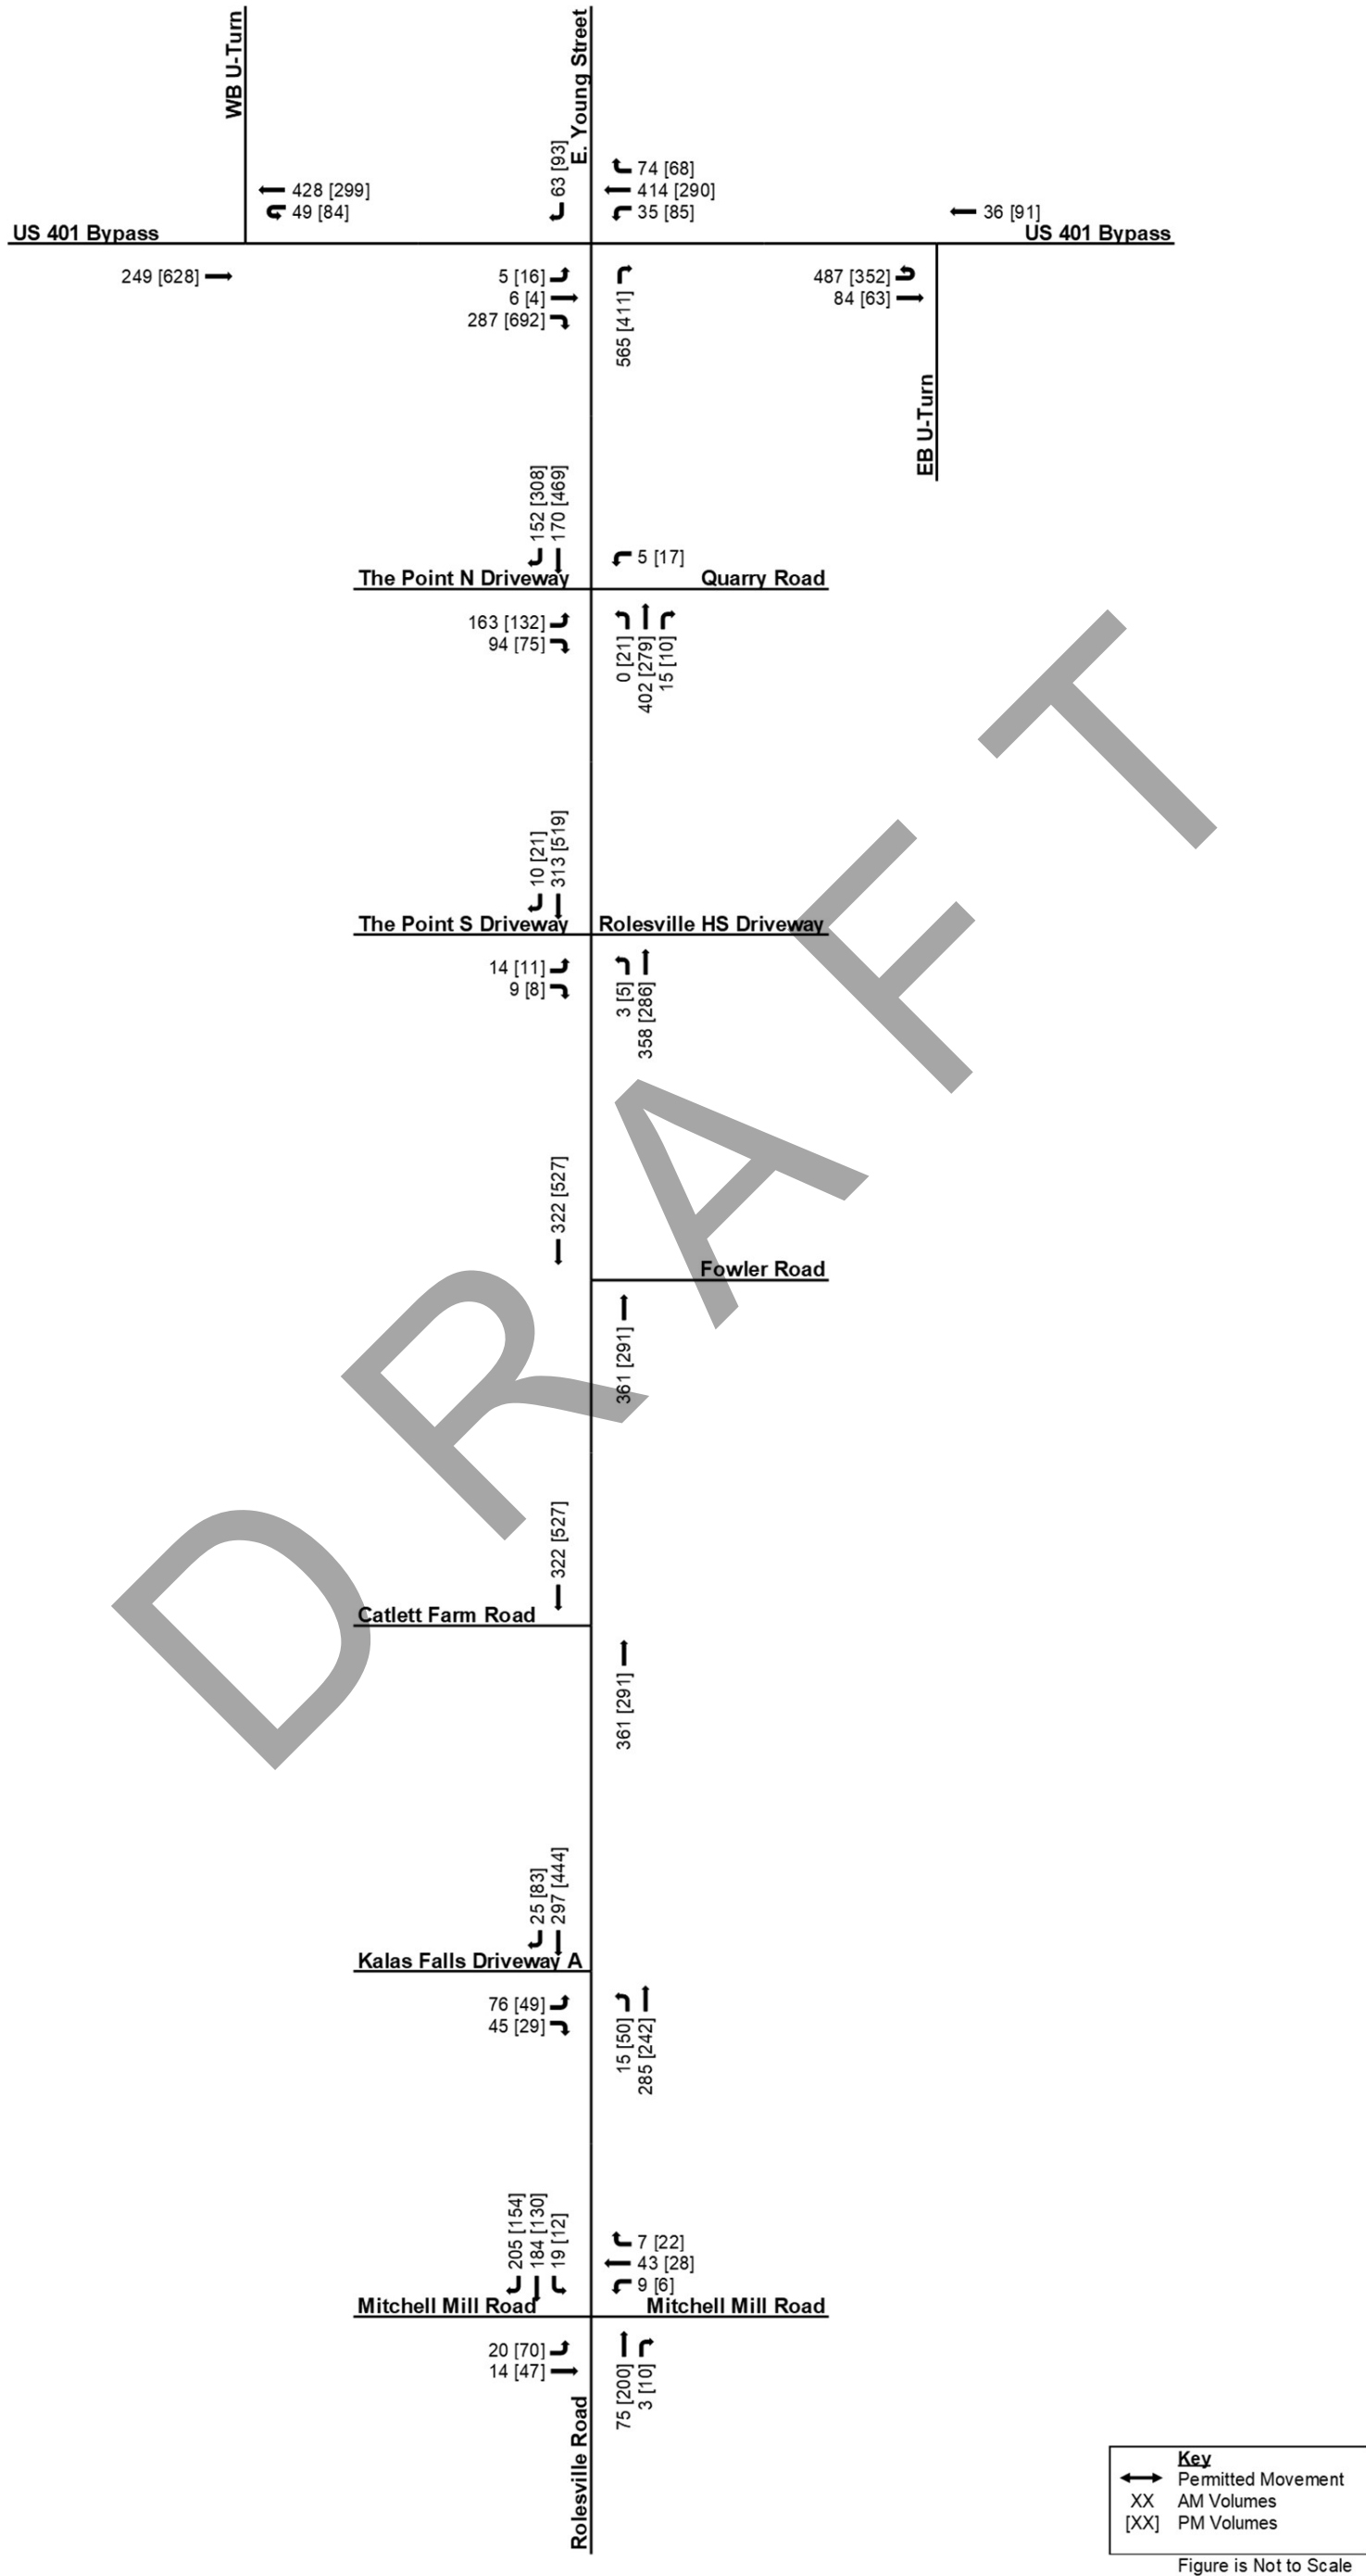 WB U-Turn
E. Young Street
63 [93]
74 [68]
428 [299]
414 [290]
49 [84]
35 [85]
36 [91]
US 401 Bypass
US 401 Bypass
249 [628]
5 [16]
6 [4]
287 [692]
565 [411]
487 [352]
84 [63]
EB U-Turn
152 [308]
170 [469]
5 [17]
The Point N Driveway
Quarry Road
163 [132]
94 [75]
0 [21]
402 [279]
15 [10]
10 [21]
313 [519]
The Point S Driveway
Rolesville HS Driveway
14 [11]
9 [8]
3 [5]
358 [286]
322 [527]
Fowler Road
361 [291]
322 [527]
Catlett Farm Road
361 [291]
25 [83]
297 [444]
Kalas Falls Driveway A
76 [49]
45 [29]
15 [50]
285 [242]
205 [154]
184 [130]
19 [12]
7 [22]
43 [28]
9 [6]
Mitchell Mill Road
Mitchell Mill Road
20 [70]
14 [47]
75 [200]
3 [10]
Rolesville Road
DRAFT
Key
Permitted Movement
XX AM Volumes
[XX] PM Volumes
Figure is Not to Scale